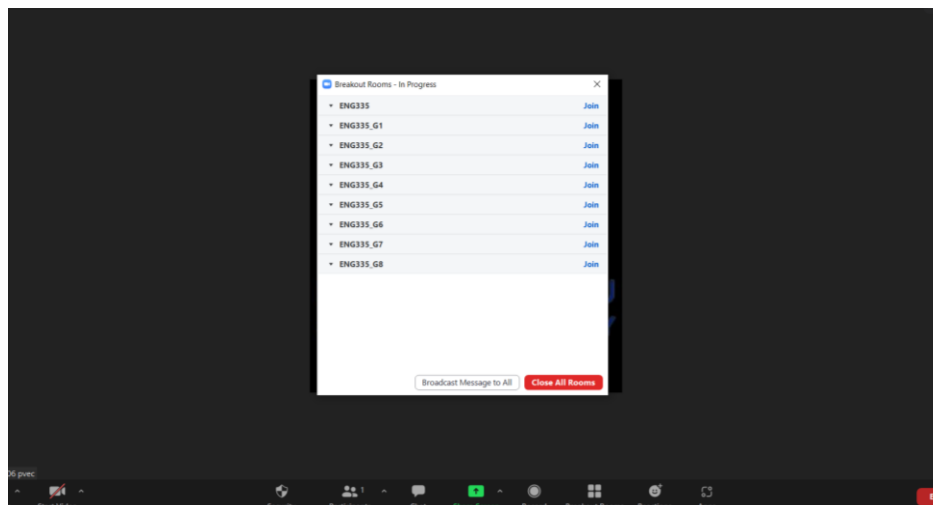 Breakout Rooms - In Progress
ENG335 Join
ENG335_G1 Join
ENG335_G2 Join
ENG335_G3 Join
ENG335_G4 Join
ENG335_G5 Join
ENG335_G6 Join
ENG335_G7 Join
ENG335_G8 Join
Broadcast Message to All Close All Rooms
pvec
1